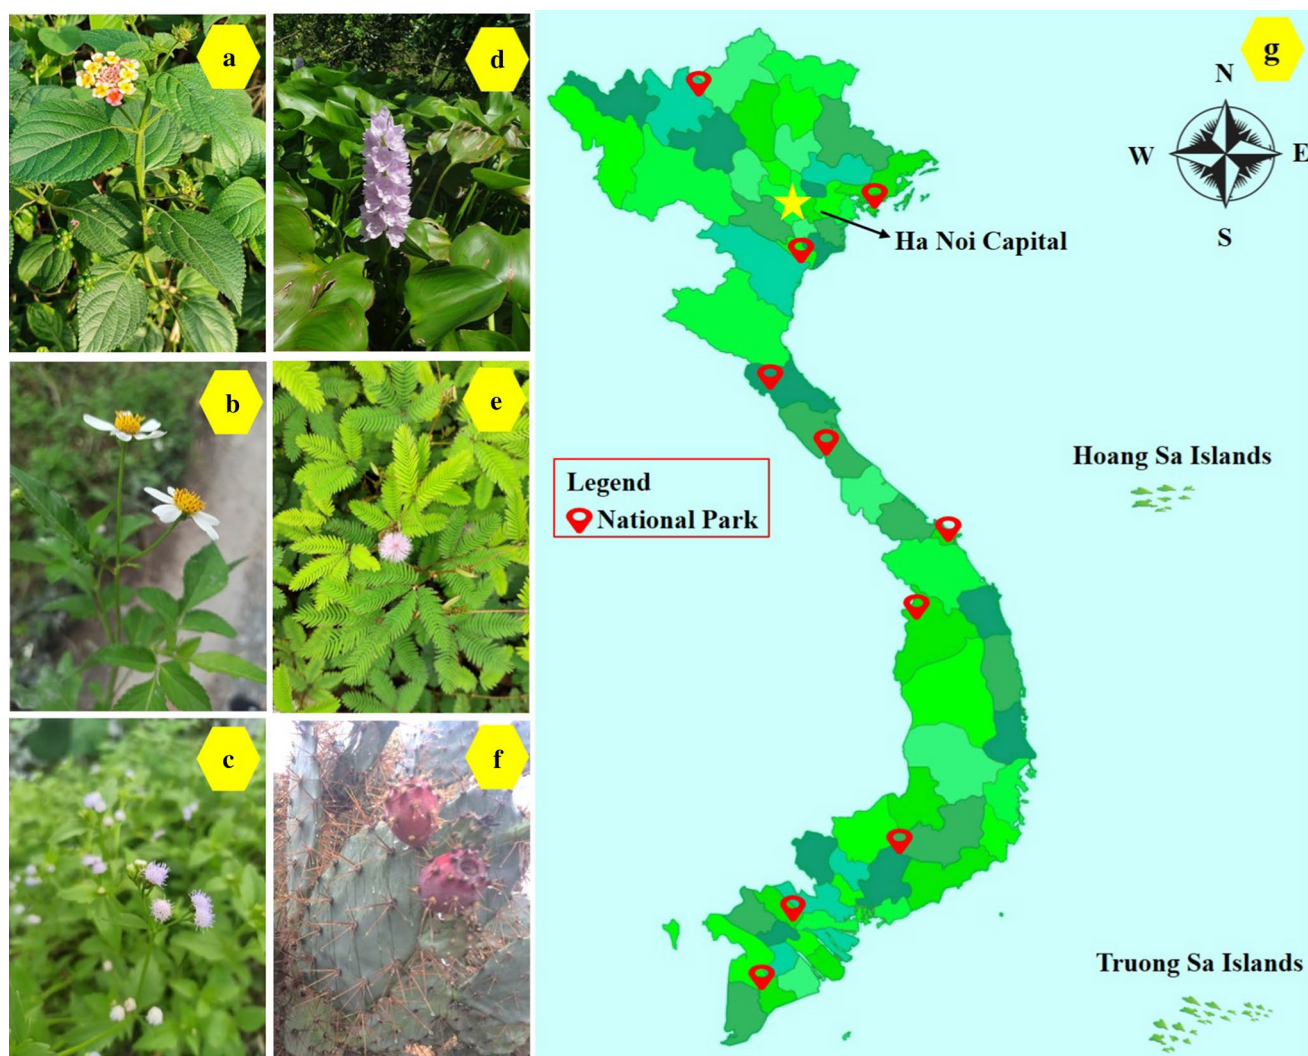 a
b
c
d
e
f
g
N
W
E
S
Ha Noi Capital
Hoang Sa Islands
Legend
National Park
Truong Sa Islands